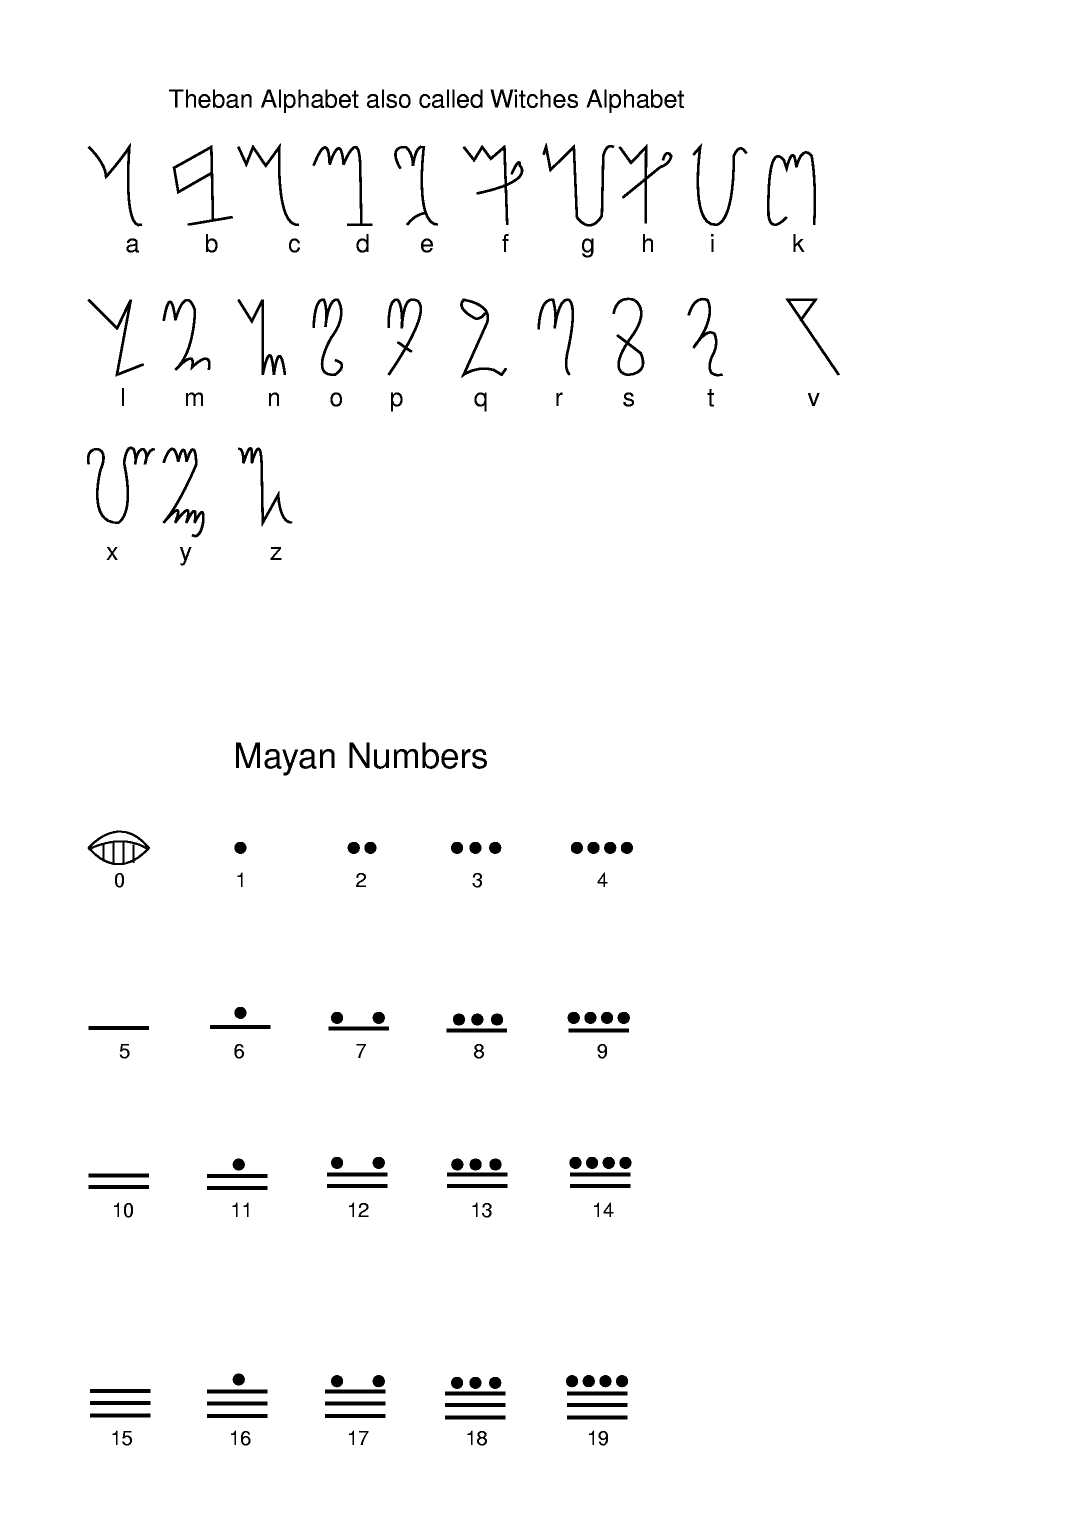 Theban Alphabet also called Witches Alphabet
a b c d e f g h i k
l m n o p q r s t v
x y z
Mayan Numbers
0 1 2 3 4
5 6 7 8 9
10 11 12 13 14
15 16 17 18 19